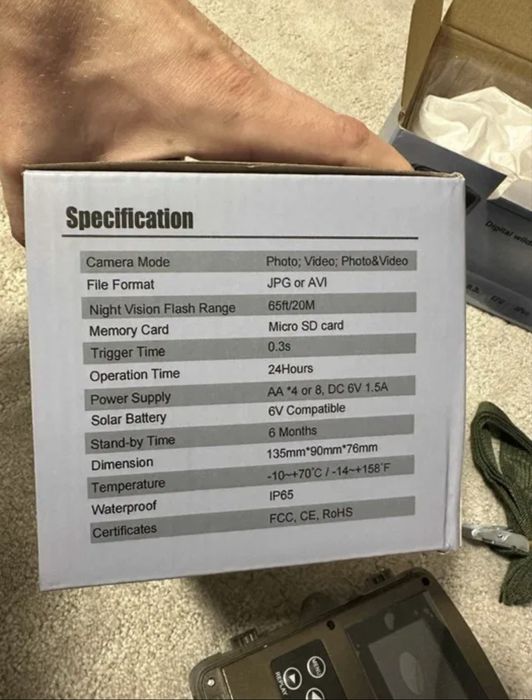 Specification
Camera Mode Photo; Video; Photo&Video
File Format JPG or AVI
Night Vision Flash Range 65ft/20M
Memory Card Micro SD card
Trigger Time 0.3s
Operation Time 24Hours
Power Supply AA *4 or 8, DC 6V 1.5A
Solar Battery 6V Compatible
Stand-by Time 6 Months
Dimension 135mm*90mm*76mm
Temperature -10~+70°C / -14~+158°F
Waterproof IP65
Certificates FCC, CE, RoHS
Digital
MENU
REPLAY